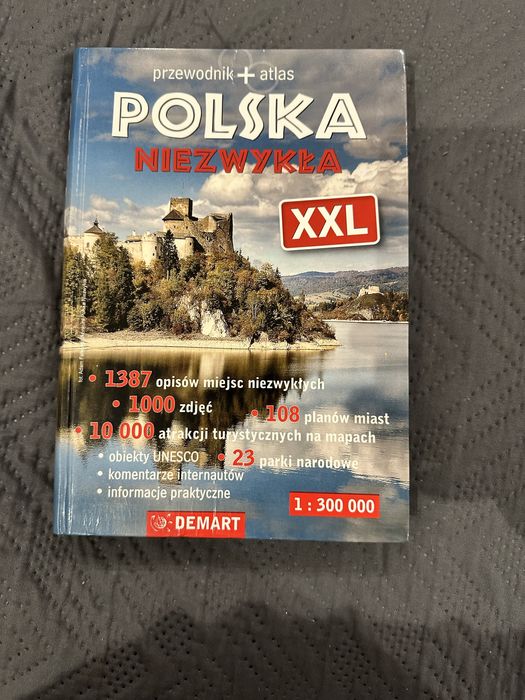 przewodnik + atlas
POLSKA
NIEZWYKŁA
XXL
• 1387 opisów miejsc niezwykłych
• 1000 zdjęć
• 108 planów miast
• 10 000 atrakcji turystycznych na mapach
• obiekty UNESCO
• 23 parki narodowe
• komentarze internautów
• informacje praktyczne
1 : 300 000
DEMART